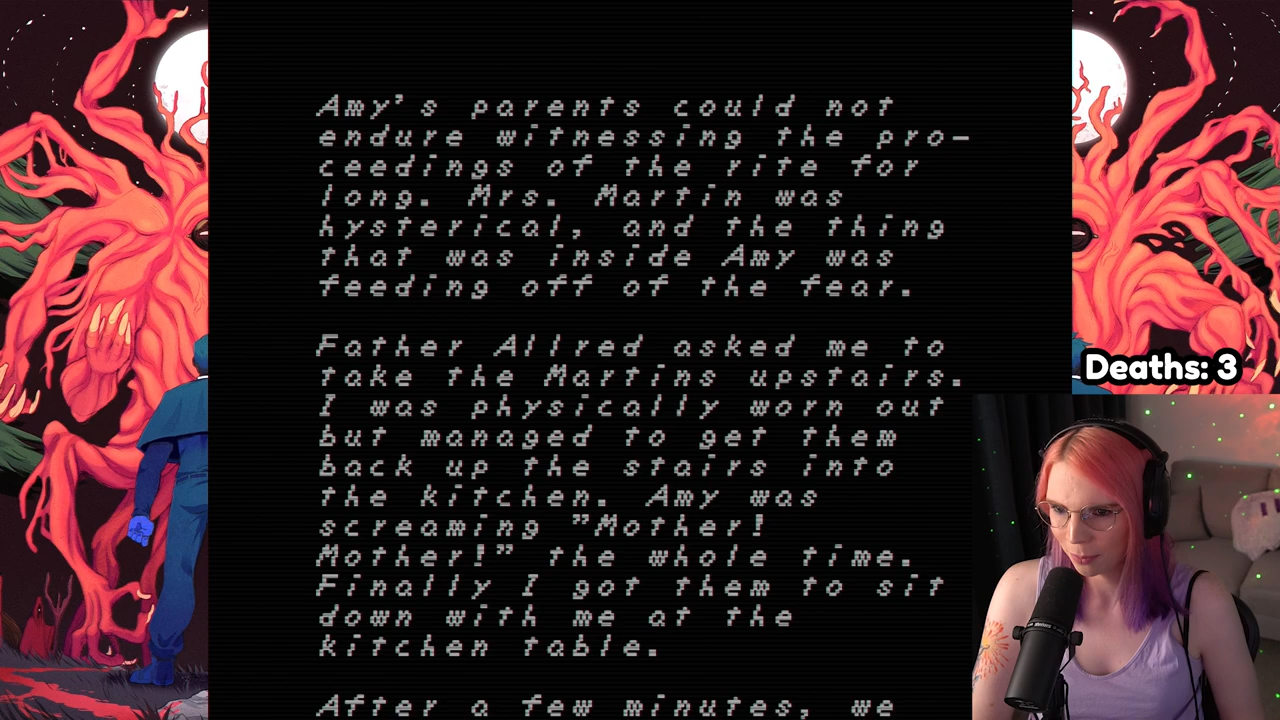 Amy's parents could not
endure witnessing the pro-
ceedings of the rite for
long. Mrs. Martin was
hysterical, and the thing
that was inside Amy was
feeding off of the fear.
Father Allred asked me to
take the Martins upstairs.
I was physically worn out
but managed to get them
back up the stairs into
the kitchen. Amy was
screaming "Mother!
Mother!" the whole time.
Finally I got them to sit
down with me at the
kitchen table.
After a few minutes, we
Deaths: 3